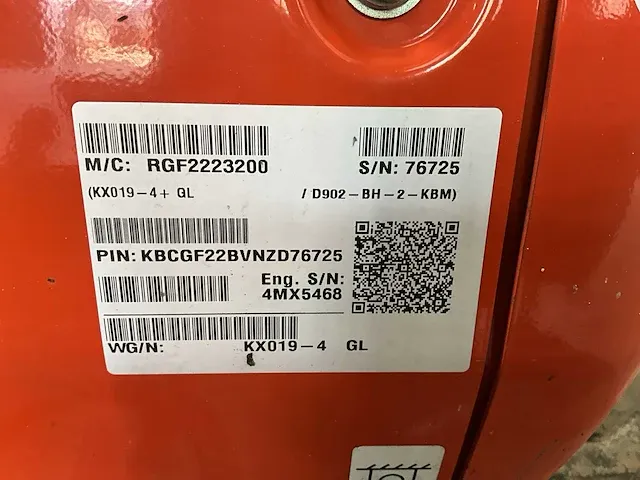 M/C: RGF2223200 S/N: 76725
(KX019-4+ GL / D902-BH-2-KBM)
PIN: KBCGF22BVNZD76725
Eng. S/N:
4MX5468
WG/N: KX019-4 GL